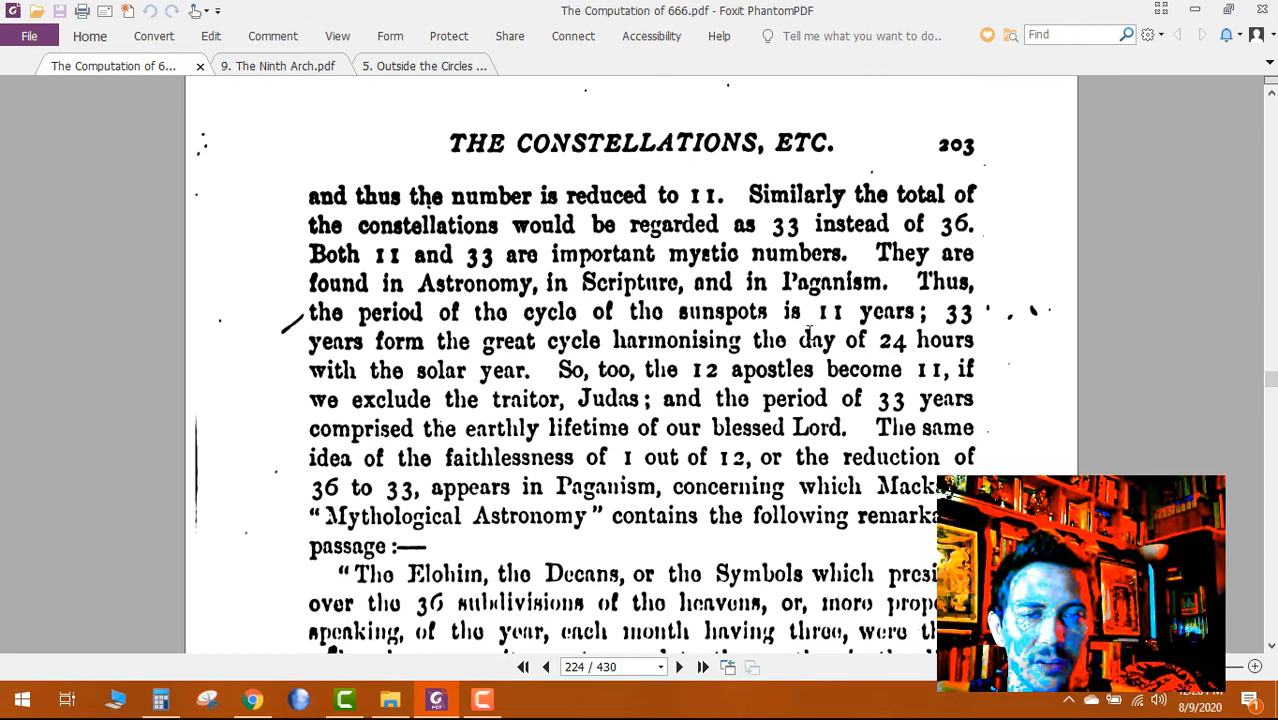 The Computation of 666.pdf - Foxit PhantomPDF
File Home Convert Edit Comment View Form Protect Share Connect Accessibility Help Tell me what you want to do.. Find
The Computation of 6... 9. The Ninth Arch.pdf 5. Outside the Circles ...
THE CONSTELLATIONS, ETC. 203
and thus the number is reduced to 11. Similarly the total of
the constellations would be regarded as 33 instead of 36.
Both 11 and 33 are important mystic numbers. They are
found in Astronomy, in Scripture, and in Paganism. Thus,
the period of the cycle of the sunspots is 11 years; 33
years form the great cycle harmonising the day of 24 hours
with the solar year. So, too, the 12 apostles become 11, if
we exclude the traitor, Judas; and the period of 33 years
comprised the earthly lifetime of our blessed Lord. The same
idea of the faithlessness of 1 out of 12, or the reduction of
36 to 33, appears in Paganism, concerning which
"Mythological Astronomy" contains the following
passage:—
"The Elohim, the Decans, or the Symbols which
over the 36 subdivisions of the heavens, or, more
speaking, of the year, each month having three, were
224 / 430
8/9/2020